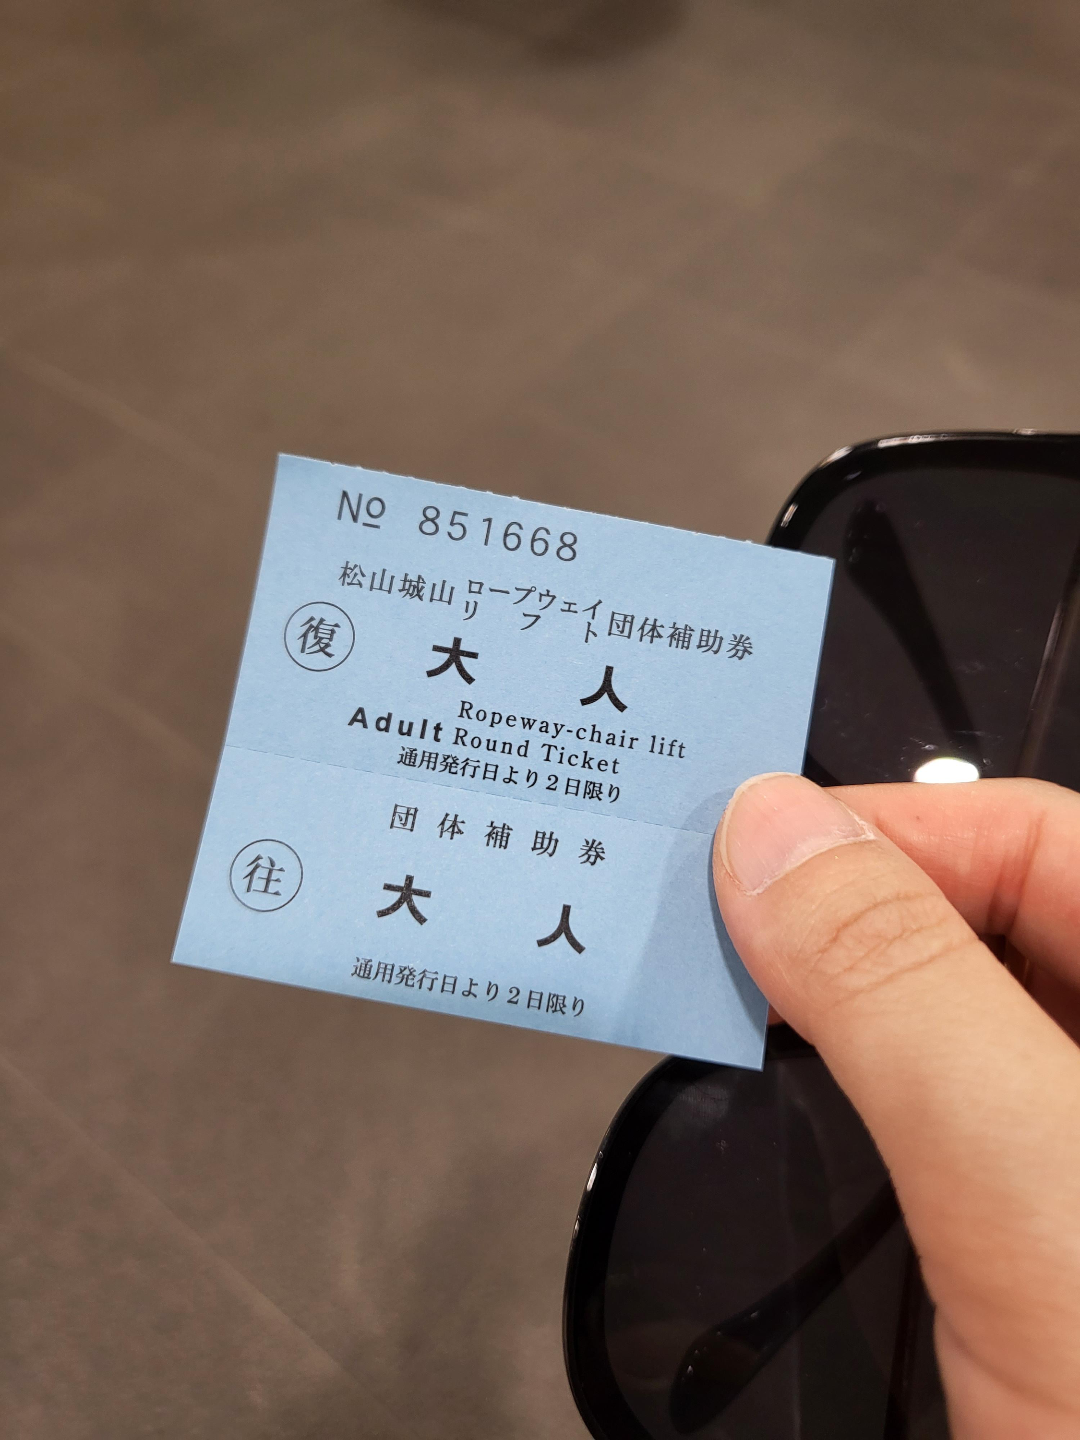 № 851668
松山城山ロープウェイ団体補助券
リフト
復
大人
Adult Ropeway-chair lift
Round Ticket
通用発行日より2日限り
団体補助券
往
大人
通用発行日より2日限り